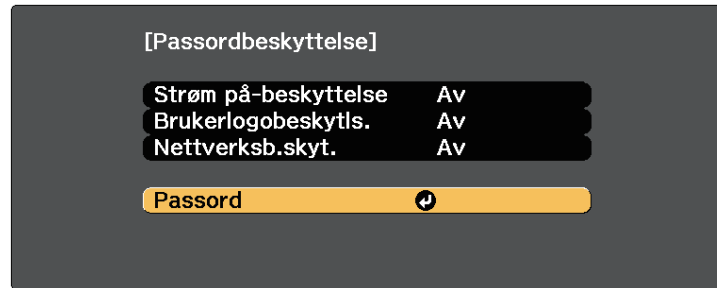 [Passordbeskyttelse]
Strøm på-beskyttelse Av
Brukerlogobeskytls. Av
Nettverksb.skyt. Av
Passord